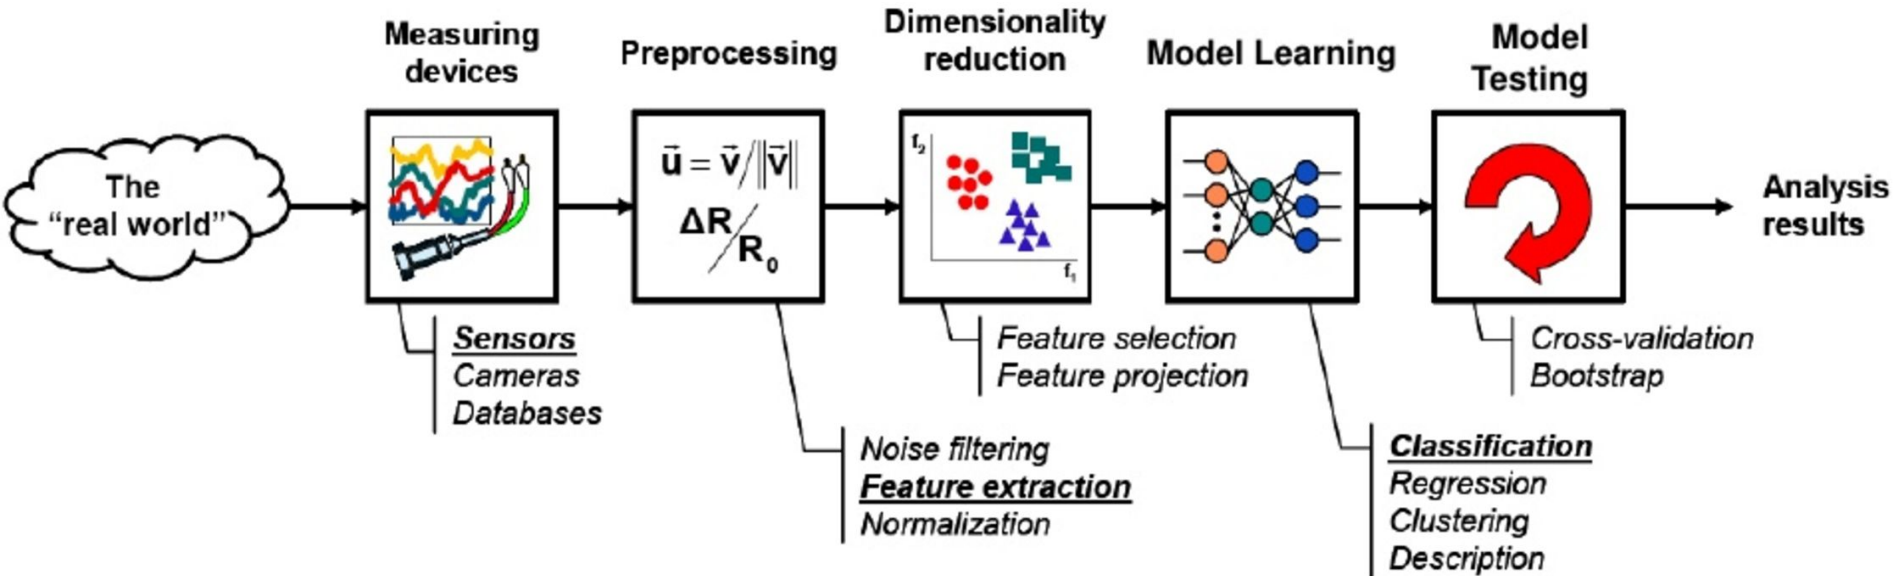 Measuring
devices
Preprocessing
Dimensionality
reduction
Model Learning
Model
Testing
The
“real world”
u⃗ = v⃗/‖v⃗‖
ΔR/R₀
f₂
f₁
Analysis
results
Sensors
Cameras
Databases
Noise filtering
Feature extraction
Normalization
Feature selection
Feature projection
Classification
Regression
Clustering
Description
Cross-validation
Bootstrap